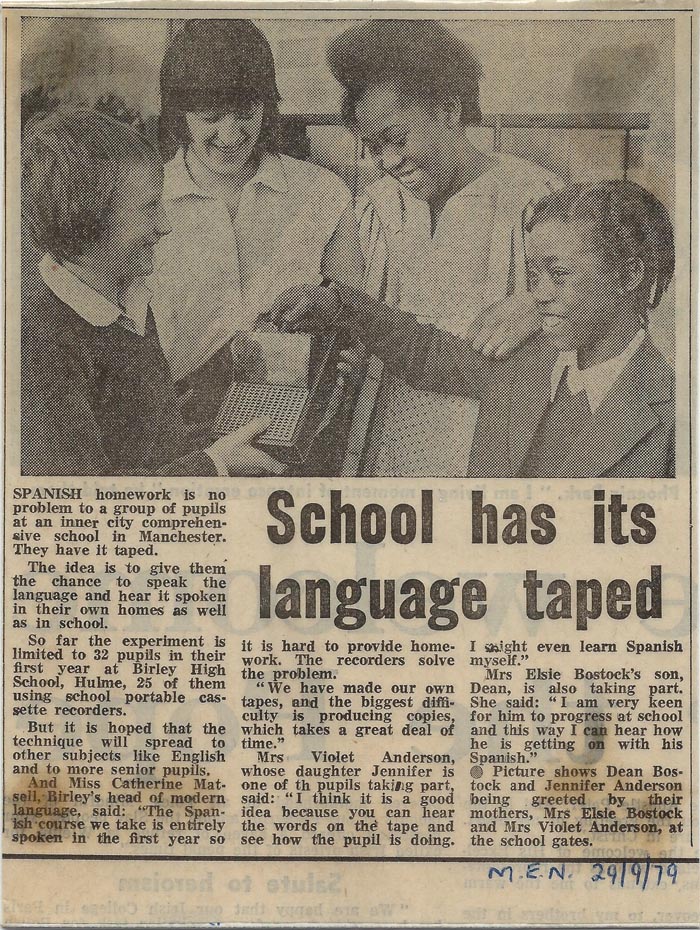 School has its
language taped
SPANISH homework is no
problem to a group of pupils
at an inner city comprehen-
sive school in Manchester.
They have it taped.
The idea is to give them
the chance to speak the
language and hear it spoken
in their own homes as well
as in school.
So far the experiment is
limited to 32 pupils in their
first year at Birley High
School, Hulme, 25 of them
using school portable cas-
sette recorders.
But it is hoped that the
technique will spread to
other subjects like English
and to more senior pupils.
And Miss Catherine Mat-
sell, Birley's head of modern
language, said: "The Span-
ish course we take is entirely
spoken in the first year so
it is hard to provide home-
work. The recorders solve
the problem.
"We have made our own
tapes, and the biggest diffi-
culty is producing copies,
which takes a great deal of
time."
Mrs Violet Anderson,
whose daughter Jennifer is
one of th pupils taking part,
said: "I think it is a good
idea because you can hear
the words on the tape and
see how the pupil is doing.
I might even learn Spanish
myself."
Mrs Elsie Bostock's son,
Dean, is also taking part.
She said: "I am very keen
for him to progress at school
and this way I can hear how
he is getting on with his
Spanish."
● Picture shows Dean Bos-
tock and Jennifer Anderson
being greeted by their
mothers, Mrs Elsie Bostock
and Mrs Violet Anderson, at
the school gates.
M.E.N. 29/9/79